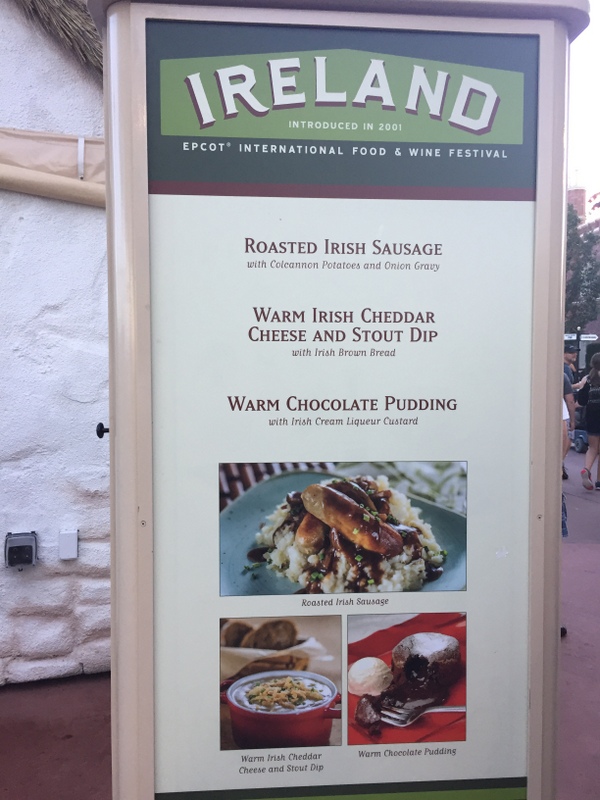 IRELAND
INTRODUCED IN 2001
EPCOT® INTERNATIONAL FOOD & WINE FESTIVAL
ROASTED IRISH SAUSAGE
with Colcannon Potatoes and Onion Gravy
WARM IRISH CHEDDAR
CHEESE AND STOUT DIP
with Irish Brown Bread
WARM CHOCOLATE PUDDING
with Irish Cream Liqueur Custard
Roasted Irish Sausage
Warm Irish Cheddar
Cheese and Stout Dip
Warm Chocolate Pudding